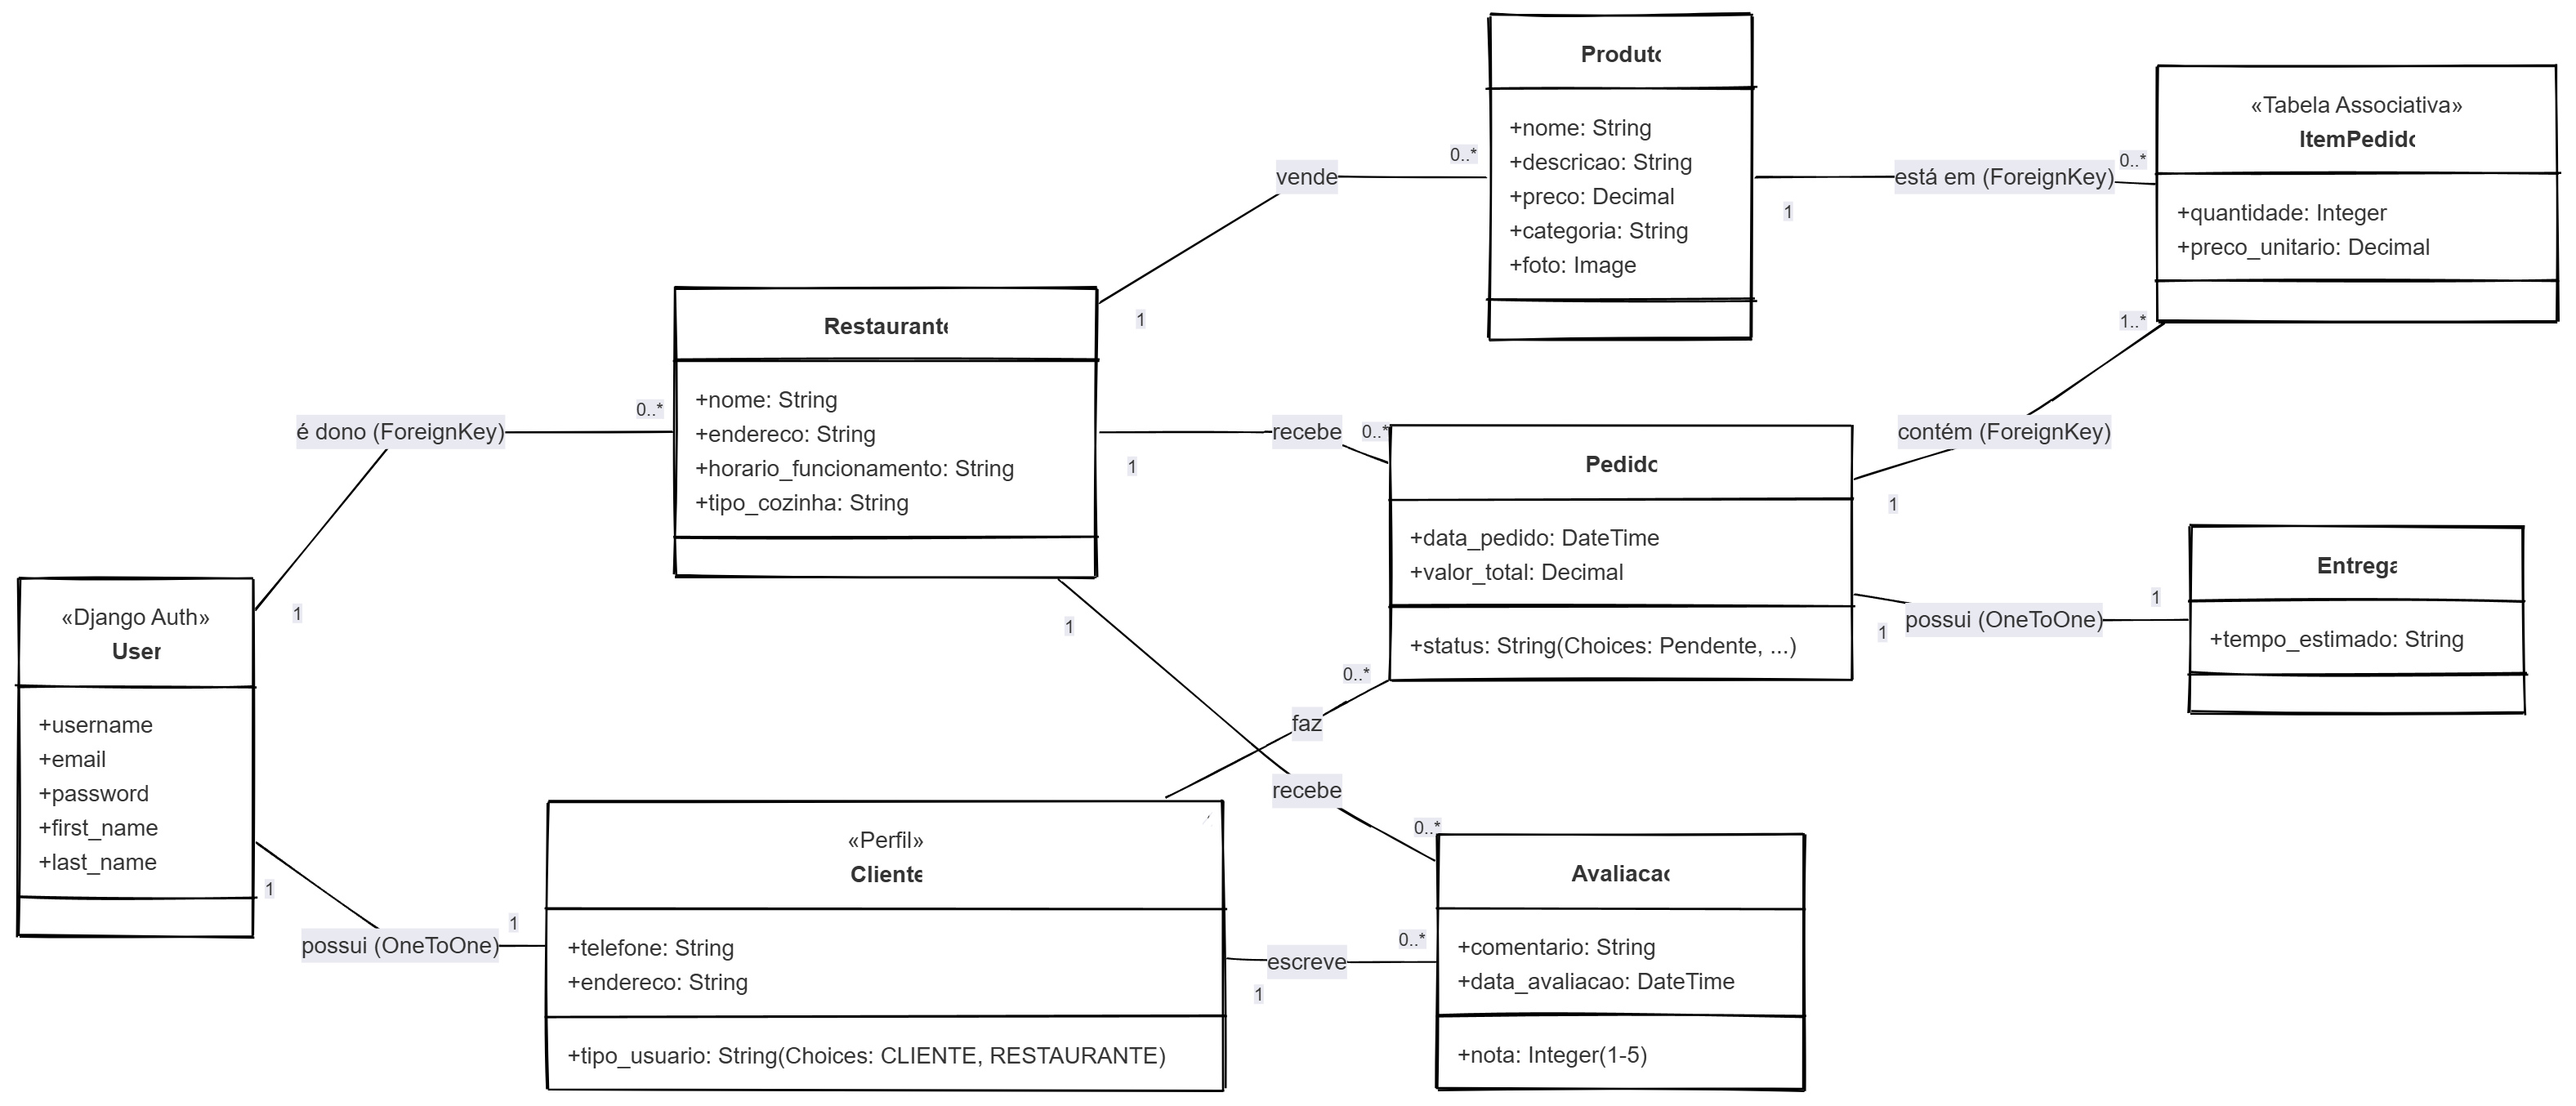 Produto
+nome: String
+descricao: String
+preco: Decimal
+categoria: String
+foto: Image
«Tabela Associativa»
ItemPedido
+quantidade: Integer
+preco_unitario: Decimal
vende
0..*
1
está em (ForeignKey)
0..*
1
Restaurante
+nome: String
+endereco: String
+horario_funcionamento: String
+tipo_cozinha: String
é dono (ForeignKey)
0..*
1
recebe
0..*
1
Pedido
+data_pedido: DateTime
+valor_total: Decimal
+status: String(Choices: Pendente, ...)
contém (ForeignKey)
1..*
1
possui (OneToOne)
1
1
Entrega
+tempo_estimado: String
«Django Auth»
User
+username
+email
+password
+first_name
+last_name
possui (OneToOne)
1
1
«Perfil»
Cliente
+telefone: String
+endereco: String
+tipo_usuario: String(Choices: CLIENTE, RESTAURANTE)
faz
0..*
recebe
1
0..*
escreve
1
0..*
Avaliacao
+comentario: String
+data_avaliacao: DateTime
+nota: Integer(1-5)